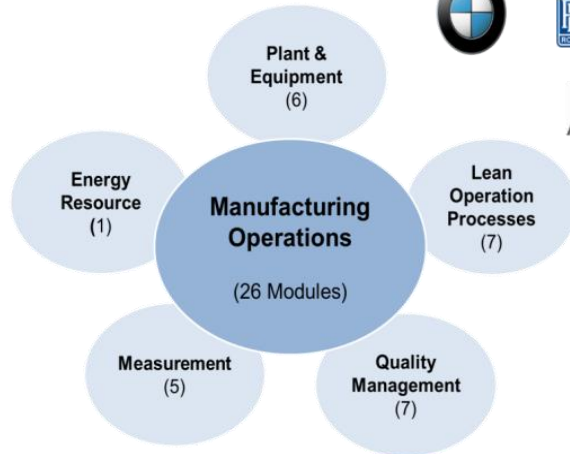 Plant &
Equipment
(6)
Energy
Resource
(1)
Manufacturing
Operations
(26 Modules)
Lean
Operation
Processes
(7)
Measurement
(5)
Quality
Management
(7)